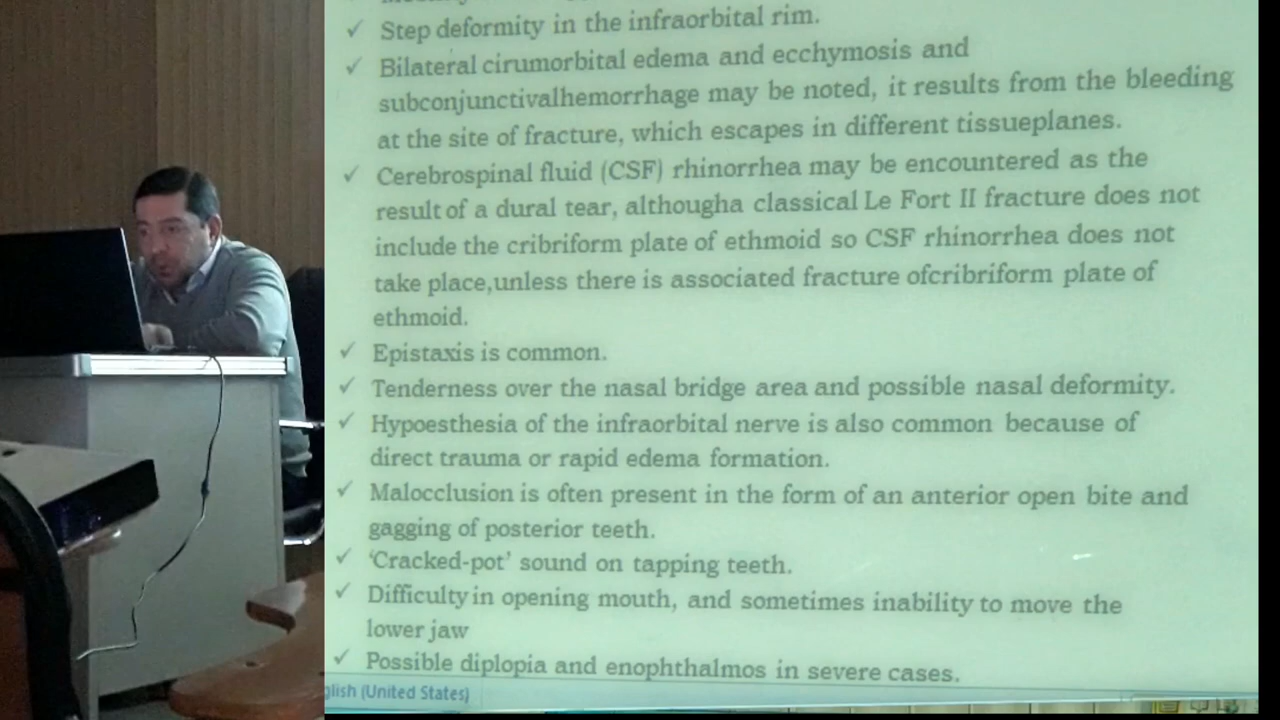 ✓ Step deformity in the infraorbital rim.
✓ Bilateral cirumorbital edema and ecchymosis and
subconjunctivalhemorrhage may be noted, it results from the bleeding
at the site of fracture, which escapes in different tissueplanes.
✓ Cerebrospinal fluid (CSF) rhinorrhea may be encountered as the
result of a dural tear, althougha classical Le Fort II fracture does not
include the cribriform plate of ethmoid so CSF rhinorrhea does not
take place,unless there is associated fracture ofcribriform plate of
ethmoid.
✓ Epistaxis is common.
✓ Tenderness over the nasal bridge area and possible nasal deformity.
✓ Hypoesthesia of the infraorbital nerve is also common because of
direct trauma or rapid edema formation.
✓ Malocclusion is often present in the form of an anterior open bite and
gagging of posterior teeth.
✓ ‘Cracked-pot’ sound on tapping teeth.
✓ Difficulty in opening mouth, and sometimes inability to move the
lower jaw
✓ Possible diplopia and enophthalmos in severe cases.
glish (United States)